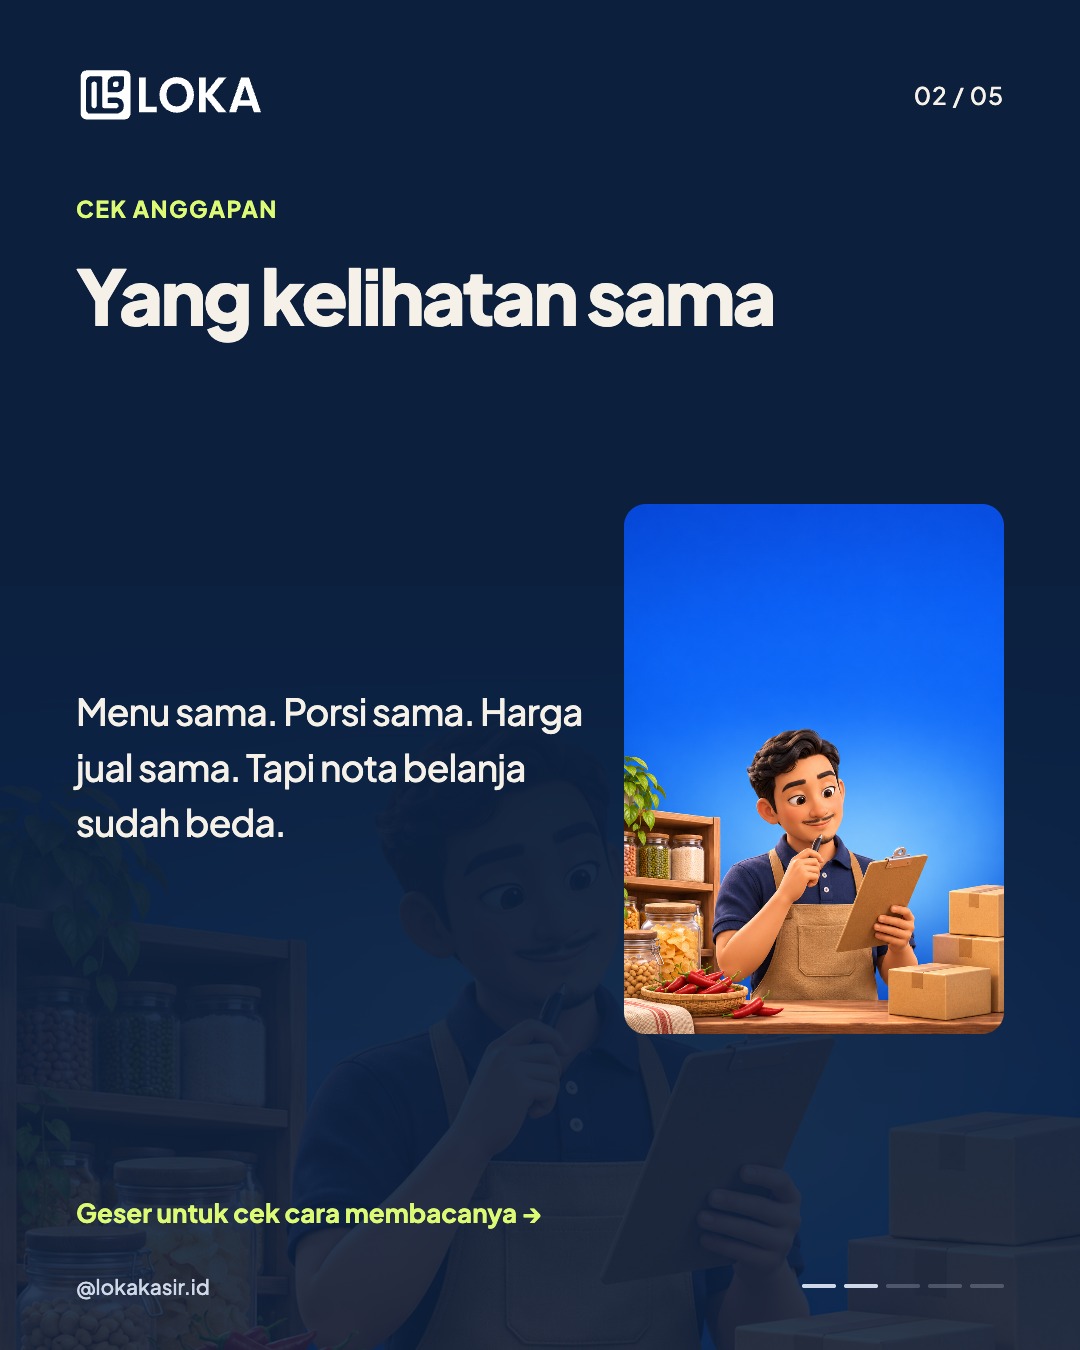 LOKA
02 / 05
CEK ANGGAPAN
Yang kelihatan sama
Menu sama. Porsi sama. Harga
jual sama. Tapi nota belanja
sudah beda.
Geser untuk cek cara membacanya →
@lokakasir.id